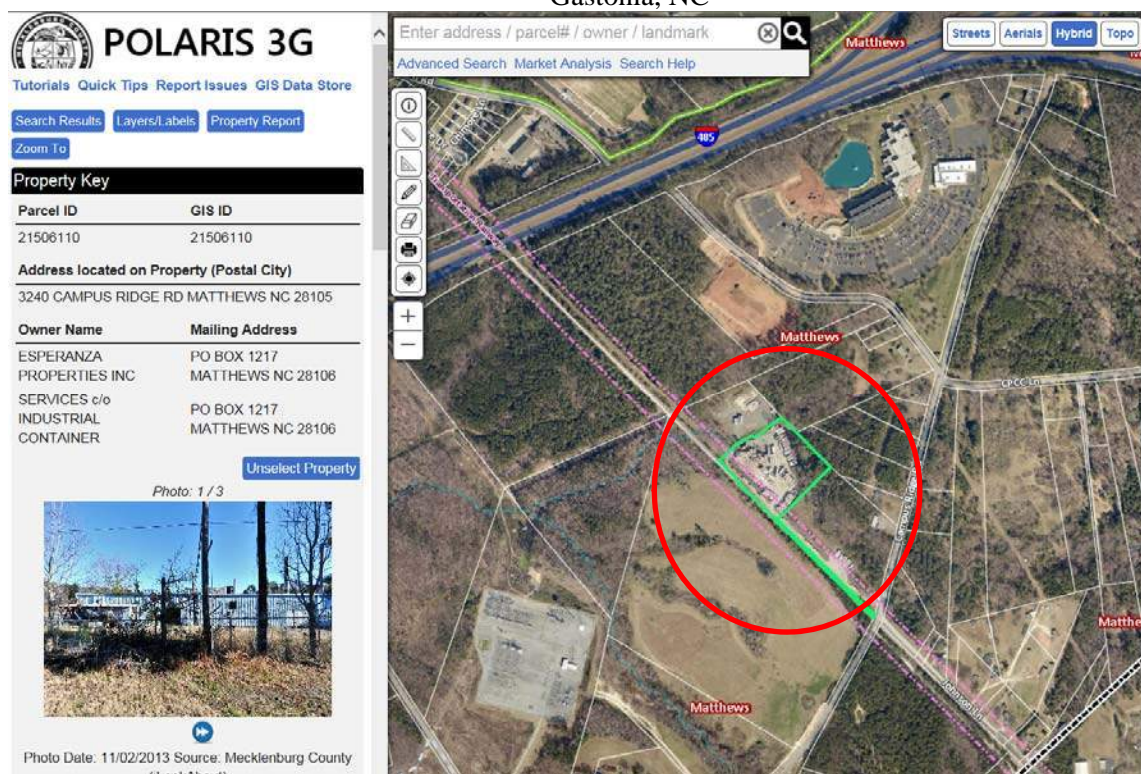 Gastonia, NC
POLARIS 3G
Tutorials Quick Tips Report Issues GIS Data Store
Search Results Layers/Labels Property Report
Zoom To
Property Key
Parcel ID GIS ID
21506110 21506110
Address located on Property (Postal City)
3240 CAMPUS RIDGE RD MATTHEWS NC 28105
Owner Name Mailing Address
ESPERANZA PROPERTIES INC PO BOX 1217 MATTHEWS NC 28106
SERVICES c/o INDUSTRIAL CONTAINER PO BOX 1217 MATTHEWS NC 28106
Unselect Property
Photo: 1 / 3
Photo Date: 11/02/2013 Source: Mecklenburg County
Enter address / parcel# / owner / landmark
Advanced Search Market Analysis Search Help
Streets Aerials Hybrid Topo
Matthews
485
Matthews
CPCC Ln
Campus Ridge
Matthe
Johnson Ln
Matthews